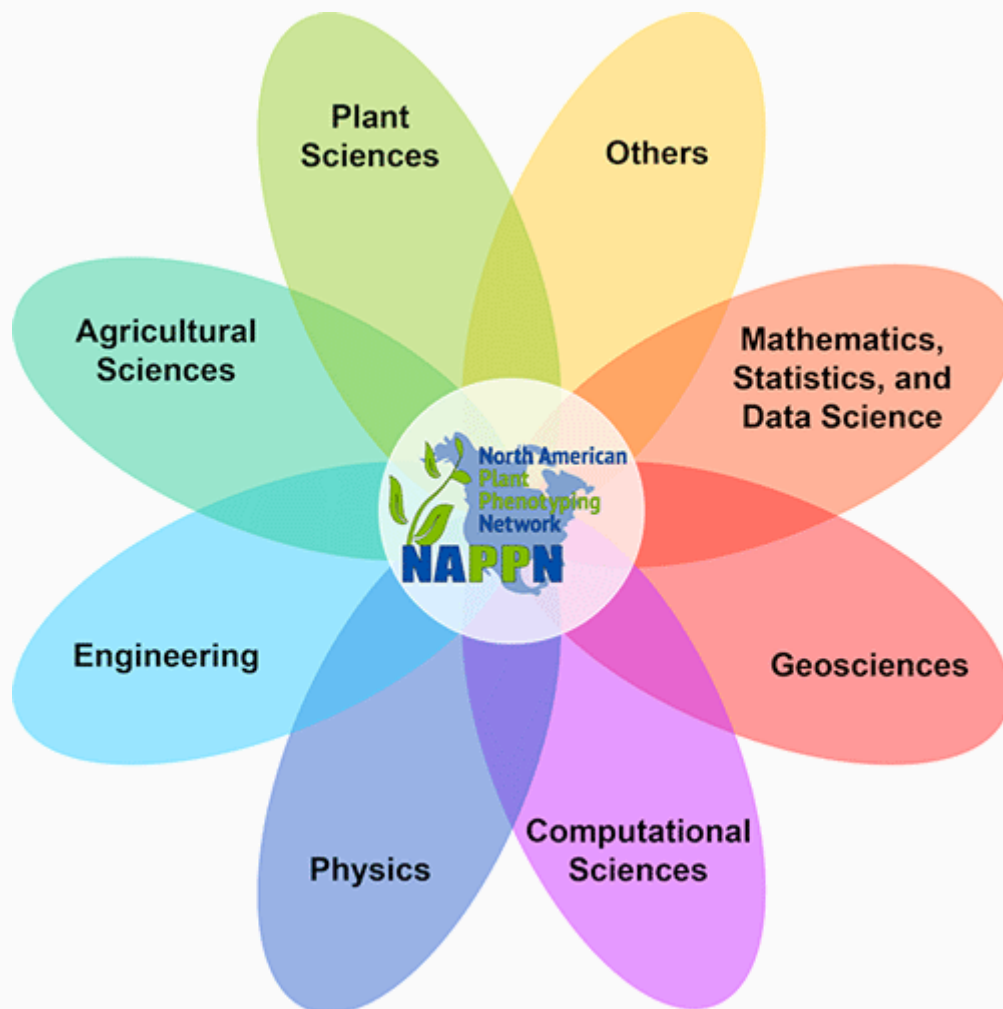 Plant
Sciences
Others
Agricultural
Sciences
Mathematics,
Statistics, and
Data Science
North American
Plant
Phenotyping
Network
NAPPN
Engineering
Geosciences
Physics
Computational
Sciences